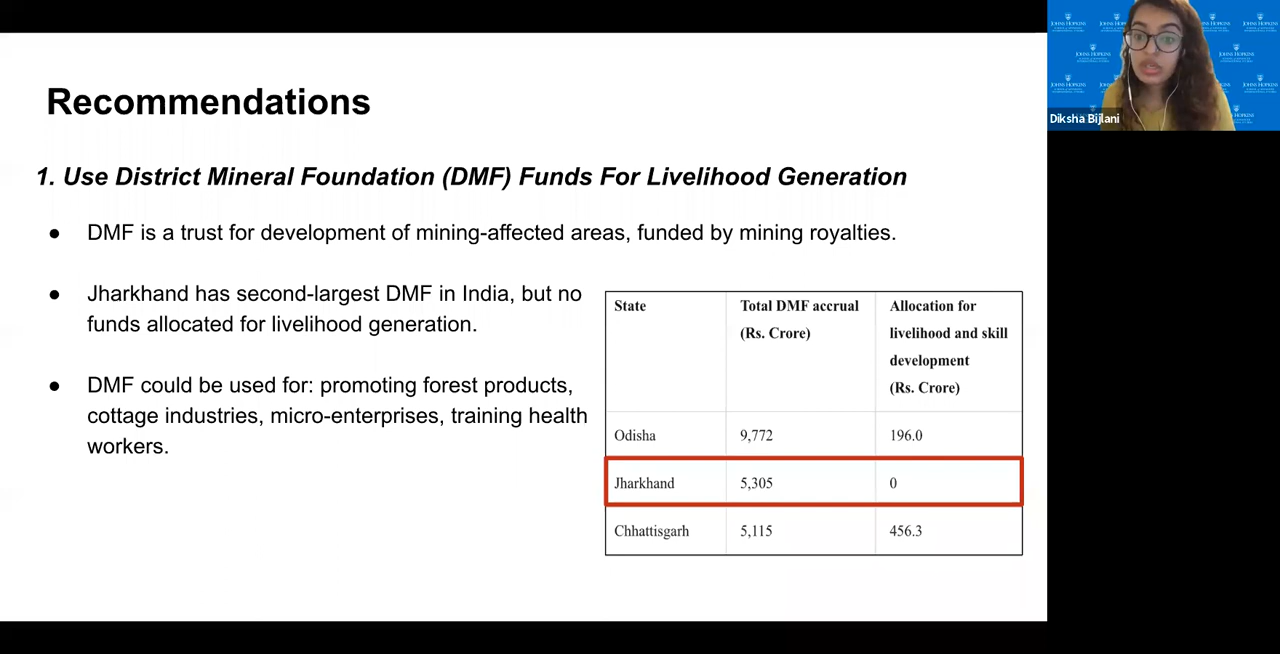 Recommendations
1. Use District Mineral Foundation (DMF) Funds For Livelihood Generation
● DMF is a trust for development of mining-affected areas, funded by mining royalties.
● Jharkhand has second-largest DMF in India, but no
funds allocated for livelihood generation.
● DMF could be used for: promoting forest products,
cottage industries, micro-enterprises, training health
workers.
State Total DMF accrual (Rs. Crore) Allocation for livelihood and skill development (Rs. Crore)
Odisha 9,772 196.0
Jharkhand 5,305 0
Chhattisgarh 5,115 456.3
JOHNS HOPKINS
Diksha Bijlani